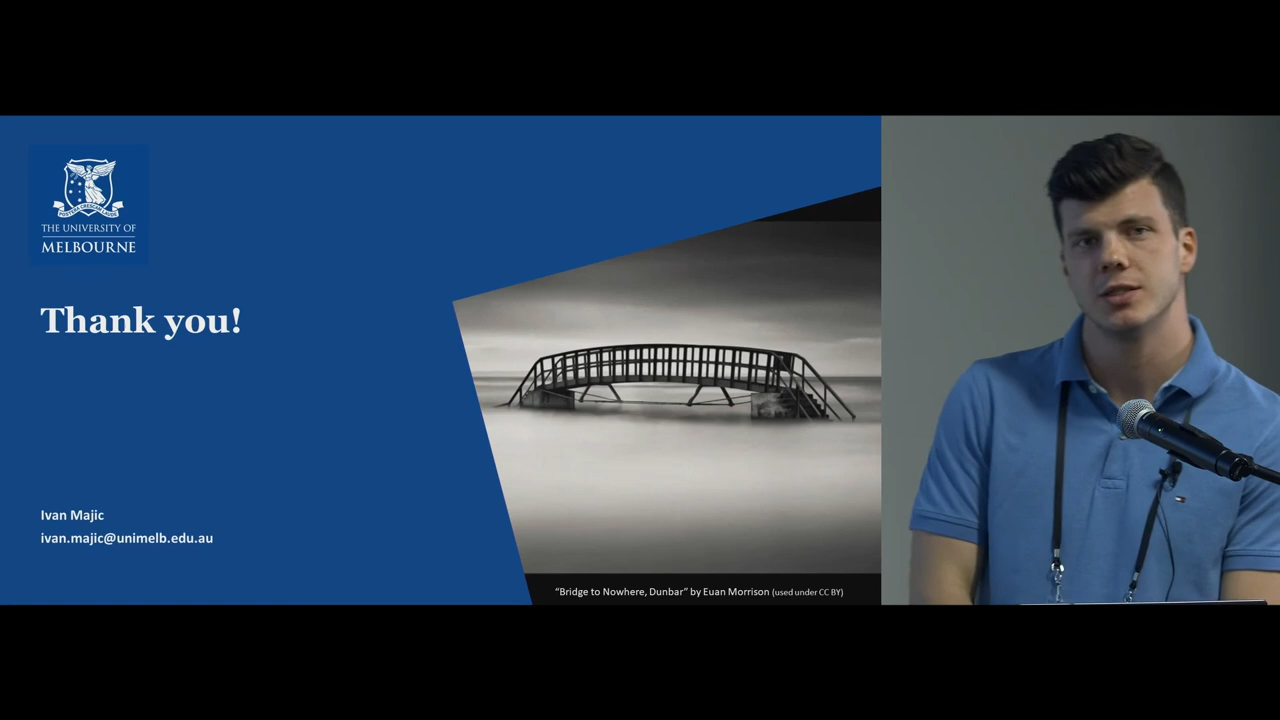 THE UNIVERSITY OF
MELBOURNE
Thank you!
Ivan Majic
ivan.majic@unimelb.edu.au
“Bridge to Nowhere, Dunbar” by Euan Morrison (used under CC BY)